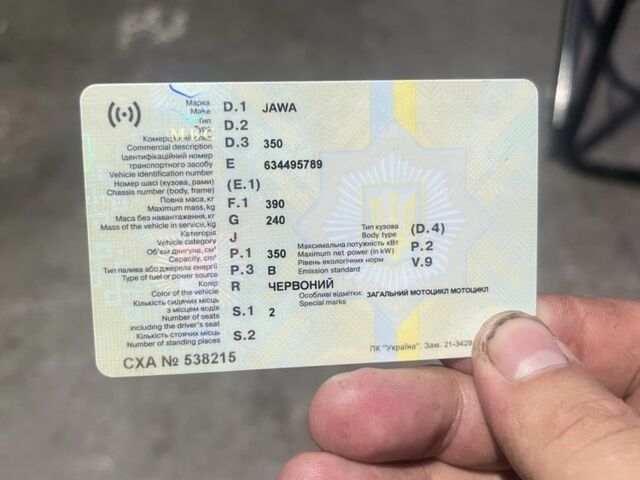 Марка
Make D.1 JAWA
Тип
Type D.2
Комерційний опис
Commercial description D.3 350
Ідентифікаційний номер
транспортного засобу
Vehicle identification number E 634495789
Номер шасі (кузова, рами)
Chassis number (body, frame) (E.1)
Повна маса, кг
Maximum mass, kg F.1 390
Маса без навантаження, кг
Mass of the vehicle in service, kg G 240
Категорія
Vehicle category J
Тип кузова
Body type (D.4)
Об'єм двигуна, см³
Capacity, cm³ P.1 350
Максимальна потужність кВт
Maximum net power (in kW) P.2
Тип палива або джерела енергії
Type of fuel or power source P.3 B
Рівень екологічних норм
Emission standard V.9
Колір
Color of the vehicle R ЧЕРВОНИЙ
Особливі відмітки: ЗАГАЛЬНИЙ МОТОЦИКЛ МОТОЦИКЛ
Special marks
Кількість сидячих місць
з місцем водія
Number of seats
including the driver's seat S.1 2
Кількість стоячих місць
Number of standing places S.2
СХА № 538215
ПК "Україна". Зам. 21-3428